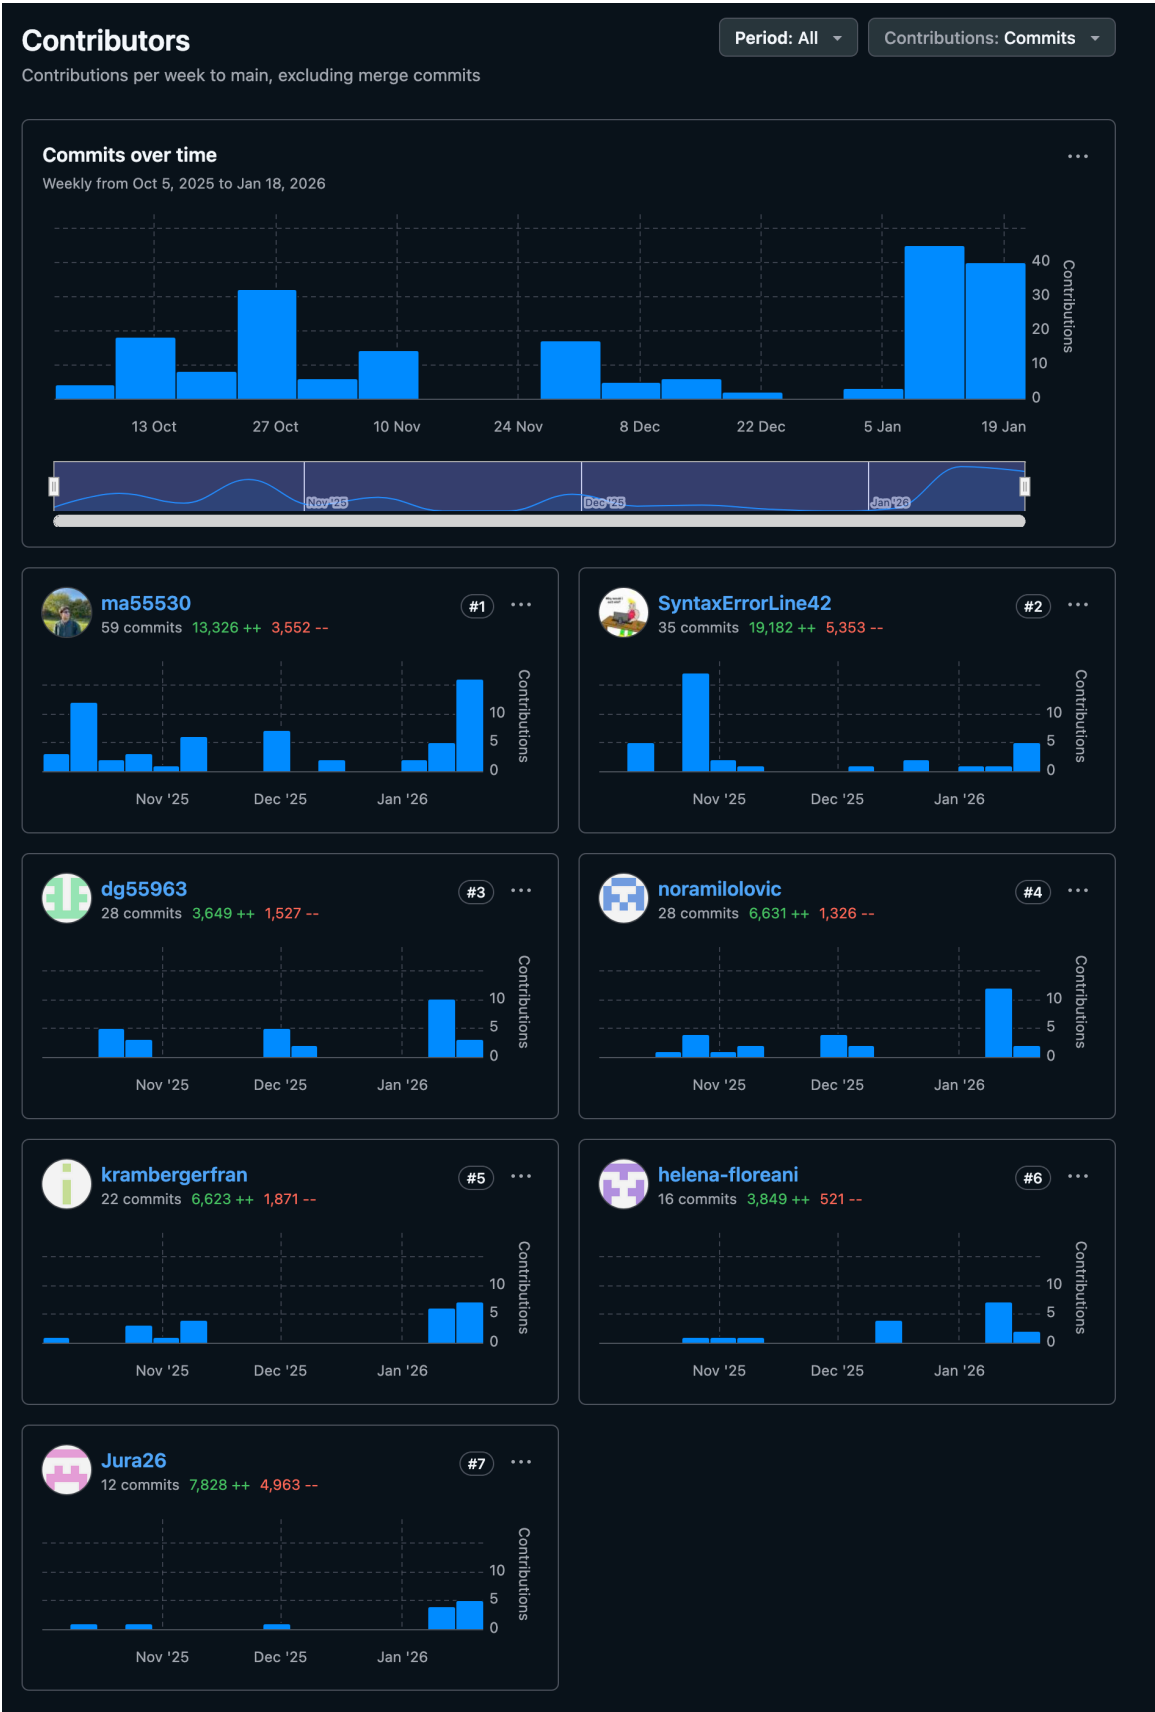 Contributors
Period: All
Contributions: Commits
Contributions per week to main, excluding merge commits
Commits over time
Weekly from Oct 5, 2025 to Jan 18, 2026
40
30
20
10
0
Contributions
13 Oct
27 Oct
10 Nov
24 Nov
8 Dec
22 Dec
5 Jan
19 Jan
Nov '25
Dec '25
Jan '26
ma55530
#1
59 commits 13,326 ++ 3,552 --
10
5
0
Contributions
Nov '25
Dec '25
Jan '26
SyntaxErrorLine42
#2
35 commits 19,182 ++ 5,353 --
10
5
0
Contributions
Nov '25
Dec '25
Jan '26
dg55963
#3
28 commits 3,649 ++ 1,527 --
10
5
0
Contributions
Nov '25
Dec '25
Jan '26
noramilolovic
#4
28 commits 6,631 ++ 1,326 --
10
5
0
Contributions
Nov '25
Dec '25
Jan '26
krambergerfran
#5
22 commits 6,623 ++ 1,871 --
10
5
0
Contributions
Nov '25
Dec '25
Jan '26
helena-floreani
#6
16 commits 3,849 ++ 521 --
10
5
0
Contributions
Nov '25
Dec '25
Jan '26
Jura26
#7
12 commits 7,828 ++ 4,963 --
10
5
0
Contributions
Nov '25
Dec '25
Jan '26